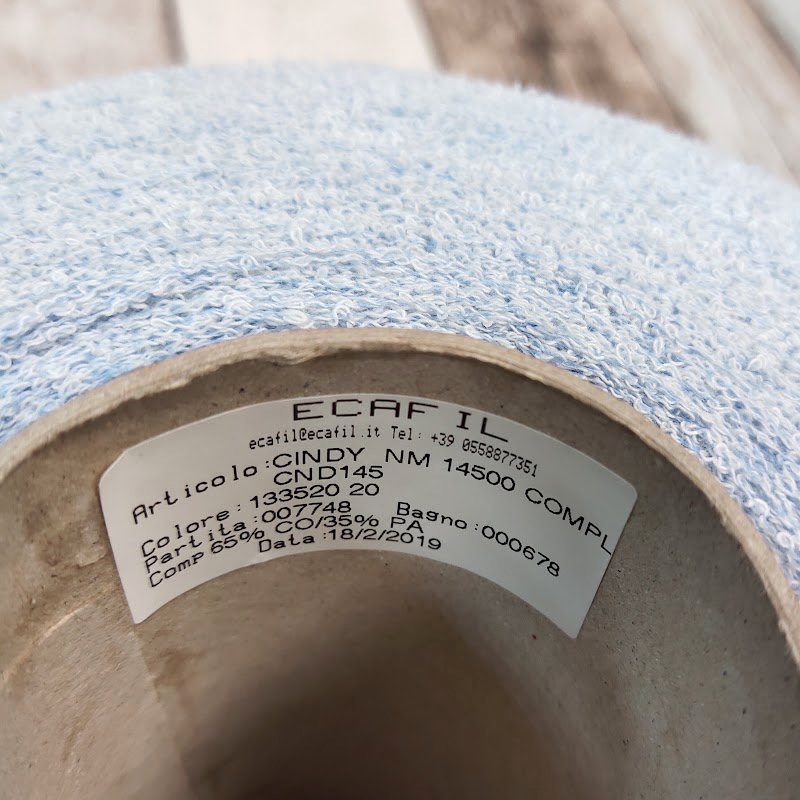 ECAFIL
ecafil@ecafil.it Tel: +39 0558877351
Articolo:CINDY NM 14500 COMPL
CND145
Colore: 133520 20
Partita:007748 Bagno:000678
Comp 65% CO/35% PA
Data:18/2/2019